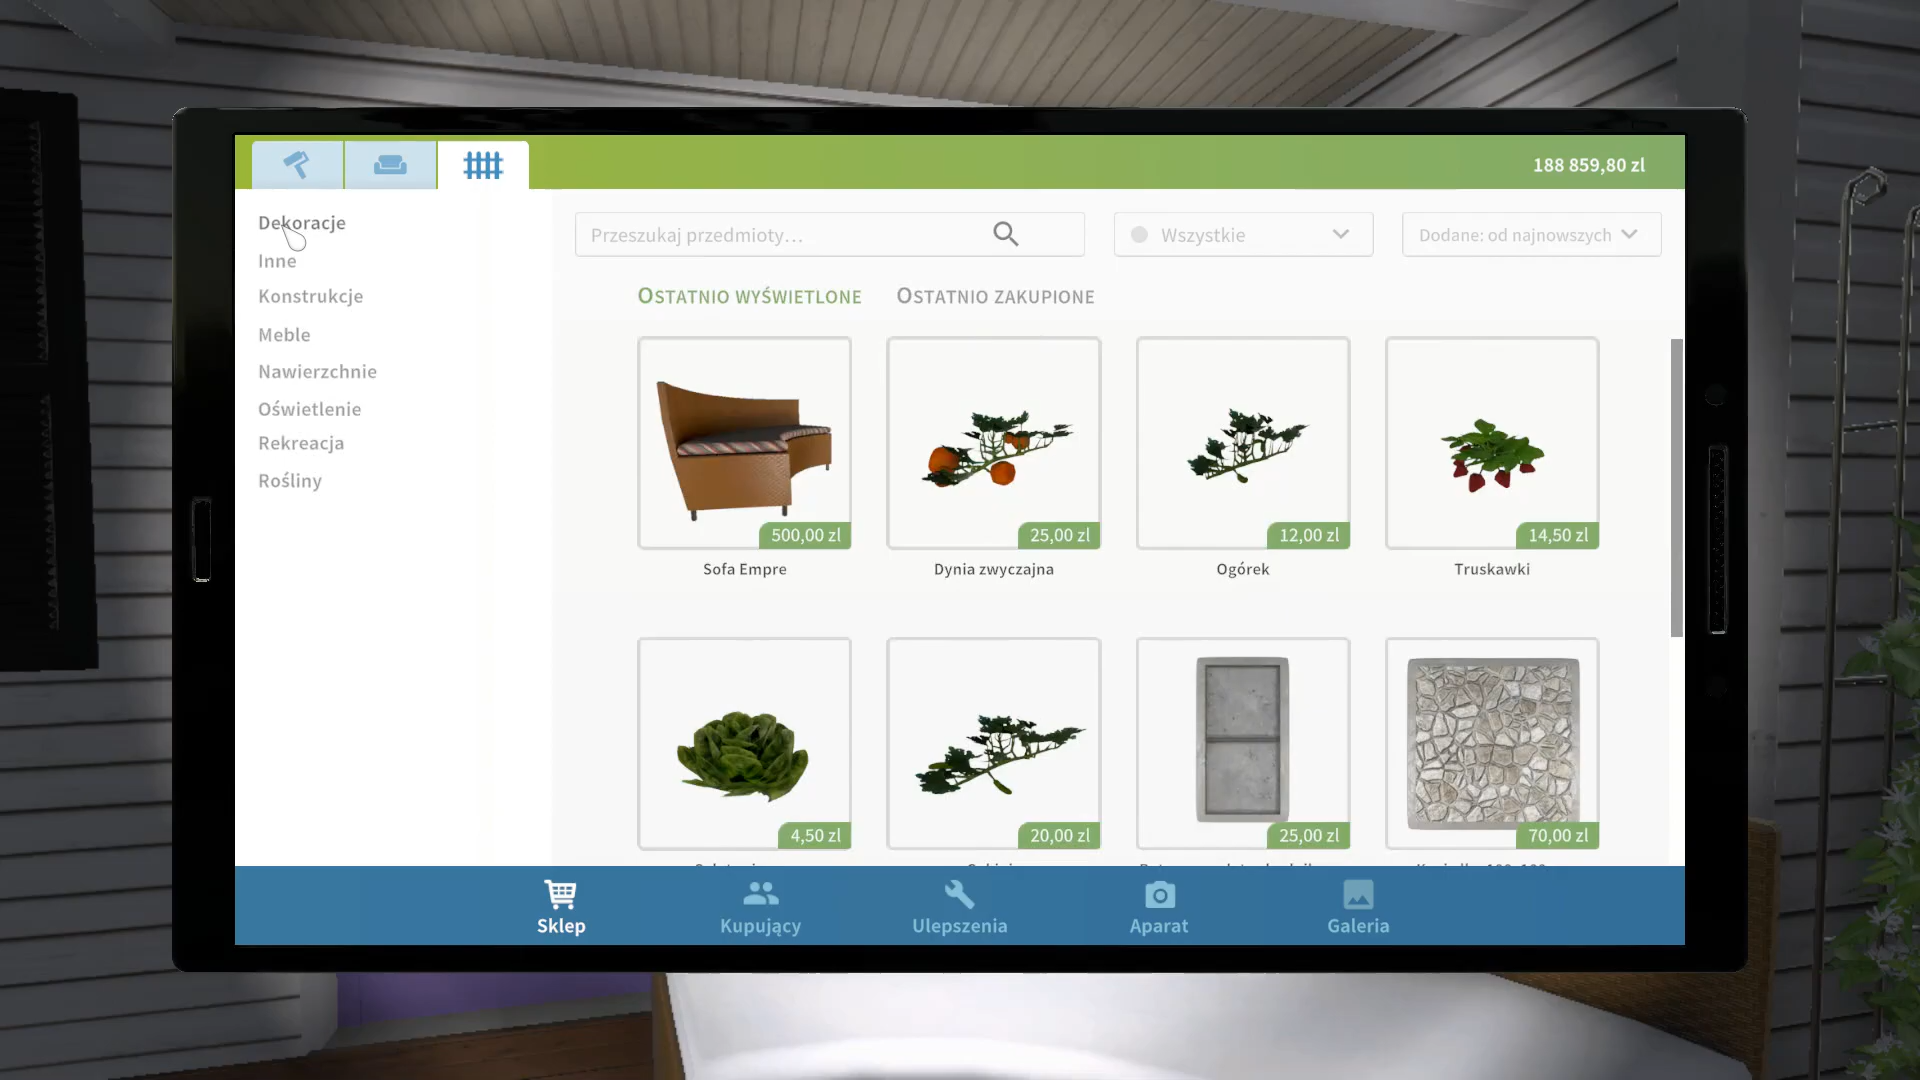 188 859,80 zl
Dekoracje
Inne
Konstrukcje
Meble
Nawierzchnie
Oświetlenie
Rekreacja
Rośliny
Przeszukaj przedmioty...
Wszystkie
Dodane: od najnowszych
OSTATNIO WYŚWIETLONE
OSTATNIO ZAKUPIONE
500,00 zl
25,00 zl
12,00 zl
14,50 zl
Sofa Empre
Dynia zwyczajna
Ogórek
Truskawki
4,50 zl
20,00 zl
25,00 zl
70,00 zl
Sklep
Kupujący
Ulepszenia
Aparat
Galeria